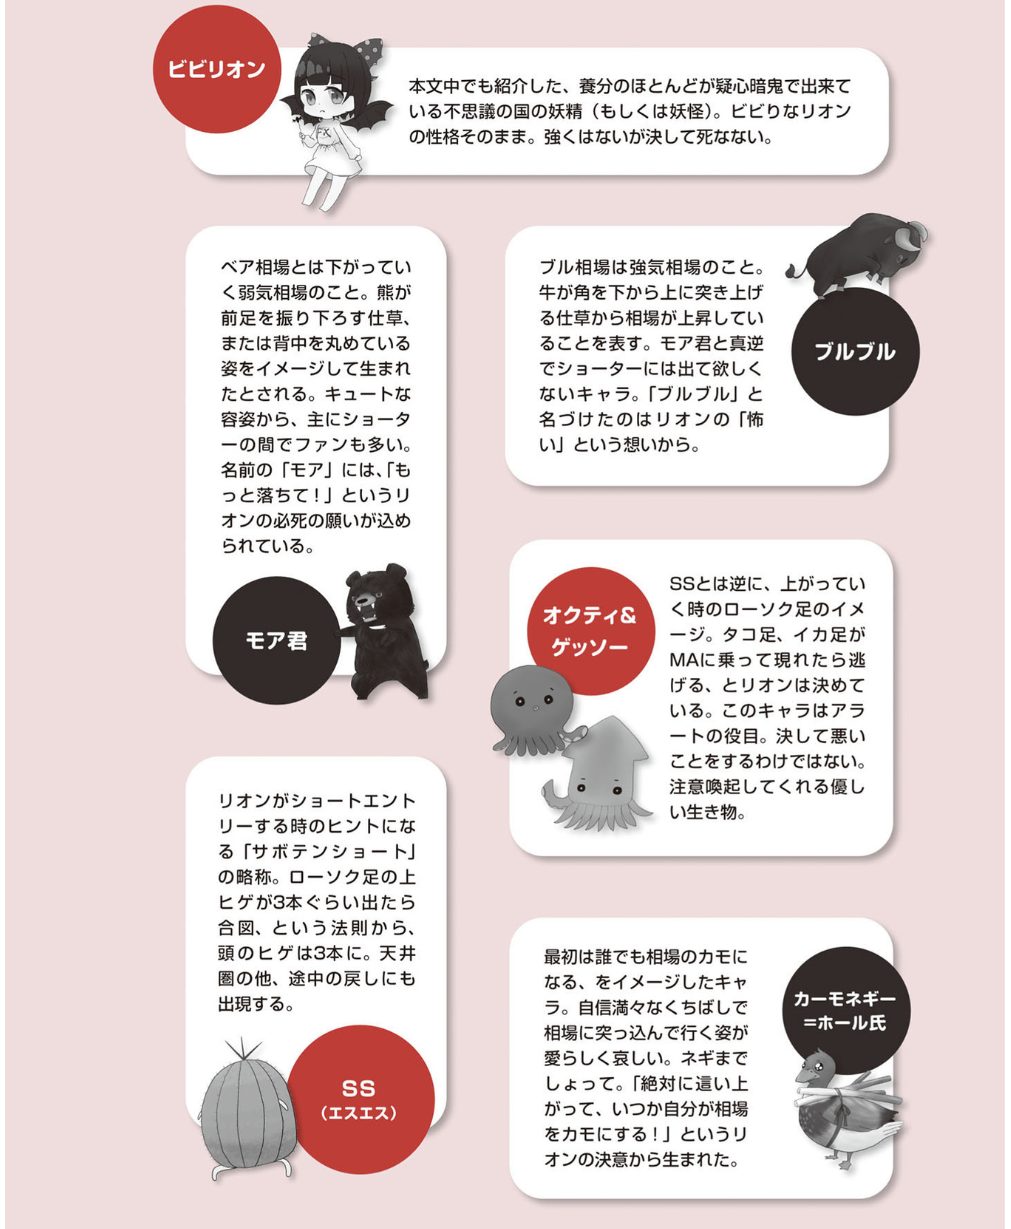 ビビリオン
本文中でも紹介した、養分のほとんどが疑心暗鬼で出来て
いる不思議の国の妖精（もしくは妖怪）。ビビりなリオン
の性格そのまま。強くはないが決して死なない。
ベア相場とは下がってい
く弱気相場のこと。熊が
前足を振り下ろす仕草、
または背中を丸めている
姿をイメージして生まれ
たとされる。キュートな
容姿から、主にショータ
ーの間でファンも多い。
名前の「モア」には、「も
っと落ちて！」というリ
オンの必死の願いが込め
られている。
モア君
ブル相場は強気相場のこと。
牛が角を下から上に突き上げ
る仕草から相場が上昇してい
ることを表す。モア君と真逆
でショーターには出て欲しく
ないキャラ。「ブルブル」と
名づけたのはリオンの「怖
い」という想いから。
ブルブル
オクティ&
ゲッソー
SSとは逆に、上がってい
く時のローソク足のイメ
ージ。タコ足、イカ足が
MAに乗って現れたら逃
げる、とリオンは決めて
いる。このキャラはアラ
ートの役目。決して悪い
ことをするわけではない。
注意喚起してくれる優し
い生き物。
リオンがショートエント
リーする時のヒントにな
る「サボテンショート」
の略称。ローソク足の上
ヒゲが3本ぐらい出たら
合図、という法則から、
頭のヒゲは3本に。天井
圏の他、途中の戻しにも
出現する。
SS
（エスエス）
最初は誰でも相場のカモに
なる、をイメージしたキャ
ラ。自信満々なくちばしで
相場に突っ込んで行く姿が
愛らしく哀しい。ネギまで
しょって。「絶対に這い上
がって、いつか自分が相場
をカモにする！」というリ
オンの決意から生まれた。
カーモネギー
＝ホール氏
FX